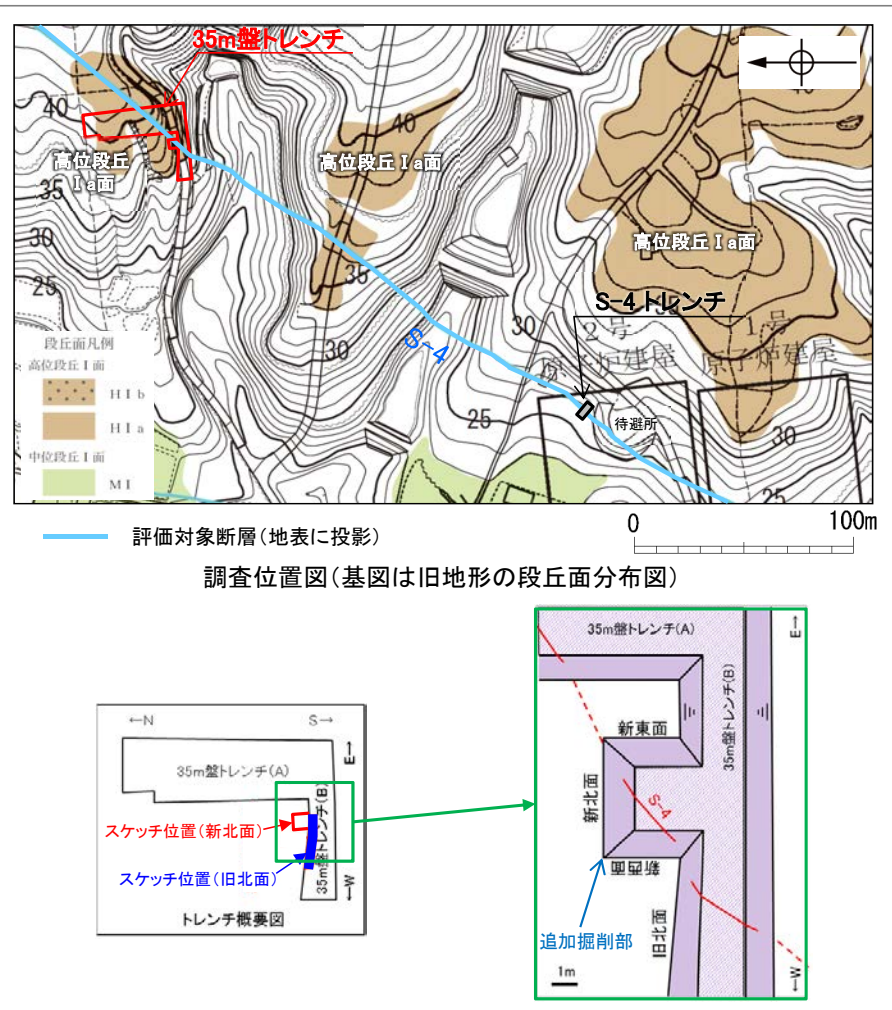 35m盤トレンチ
40
40
40
高位段丘
Ⅰa面
高位段丘Ⅰa面
高位段丘Ⅰa面
35
30
25
35
30
S-4
25
30
S-4トレンチ
2号
原子炉建屋
1号
原子炉建屋
待避所
30
25
段丘面凡例
高位段丘Ⅰ面
HⅠb
HⅠa
中位段丘Ⅰ面
MⅠ
評価対象断層(地表に投影)
0
100m
調査位置図(基図は旧地形の段丘面分布図)
←N
S→
E→
35m盤トレンチ(A)
35m盤トレンチ(B)
スケッチ位置(新北面)
スケッチ位置(旧北面)
←W
トレンチ概要図
35m盤トレンチ(A)
E→
35m盤トレンチ(B)
新東面
新北面
S-4
新西面
旧北面
追加掘削部
1m
←W